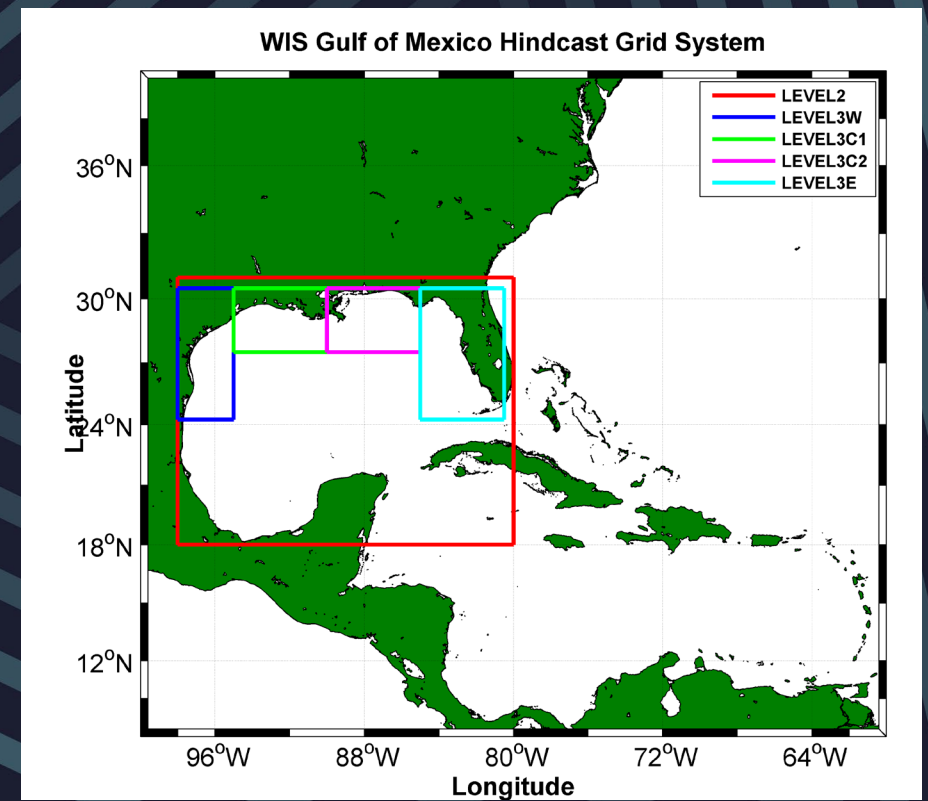 WIS Gulf of Mexico Hindcast Grid System
LEVEL2
LEVEL3W
LEVEL3C1
LEVEL3C2
LEVEL3E
36°N
30°N
24°N
18°N
12°N
Latitude
96°W 88°W 80°W 72°W 64°W
Longitude